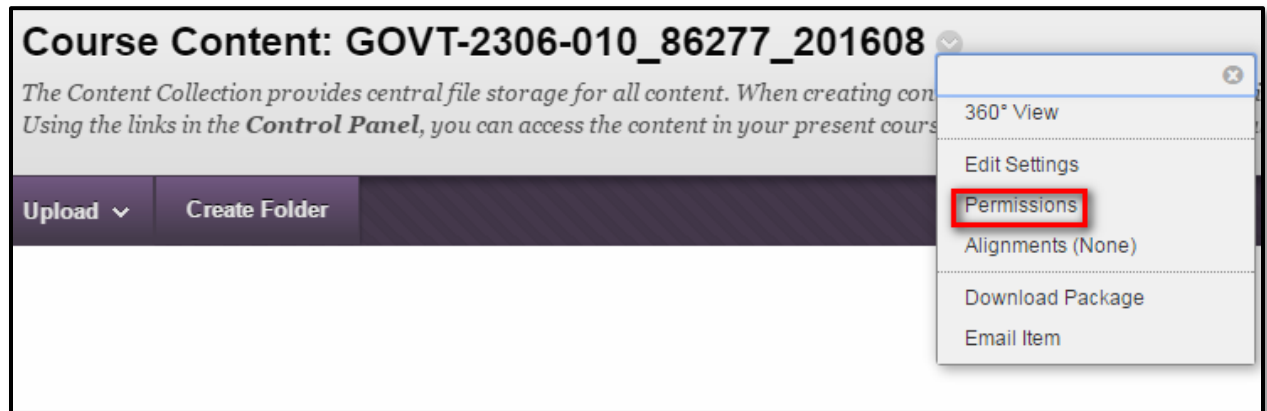 Course Content: GOVT-2306-010_86277_201608
The Content Collection provides central file storage for all content. When creating con
Using the links in the Control Panel, you can access the content in your present cours
360° View
Edit Settings
Permissions
Alignments (None)
Download Package
Email Item
Upload
Create Folder